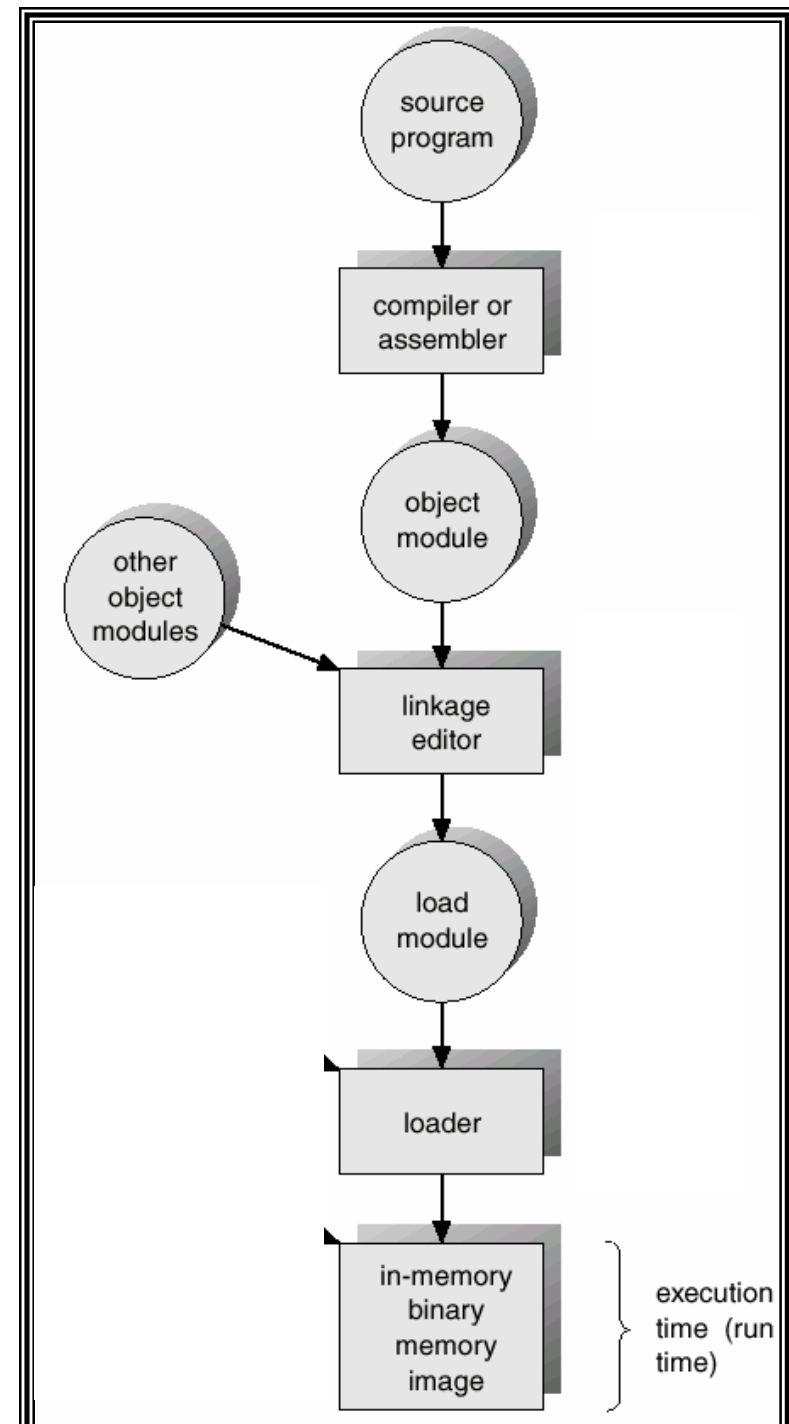 source
program
compiler or
assembler
object
module
other
object
modules
linkage
editor
load
module
loader
in-memory
binary
memory
image
execution
time (run
time)